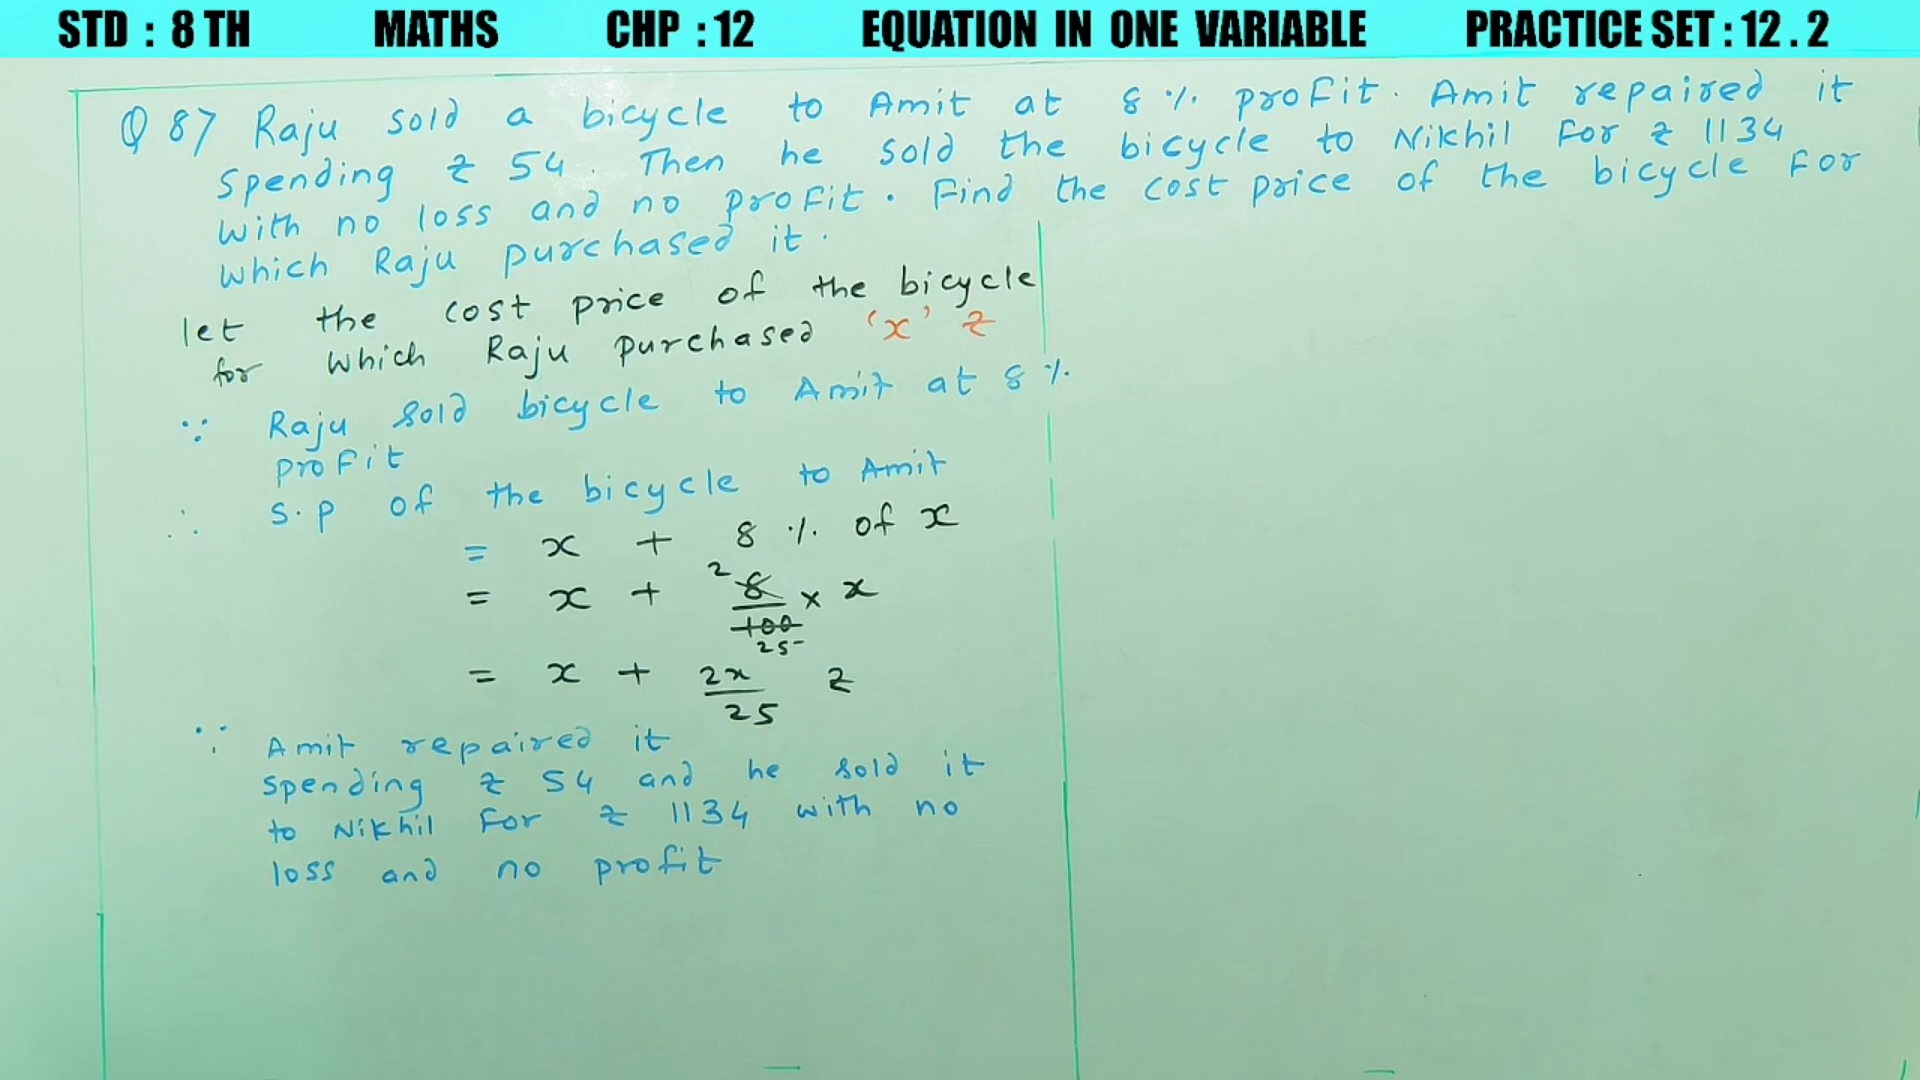 STD : 8 TH MATHS CHP : 12 EQUATION IN ONE VARIABLE PRACTICE SET : 12 . 2
Q 8) Raju sold a bicycle to Amit at 8 % profit. Amit repaired it
spending ₹ 54. Then he sold the bicycle to Nikhil for ₹ 1134
with no loss and no profit. Find the cost price of the bicycle for
which Raju purchased it.
let the cost price of the bicycle
for which Raju purchased 'x' ₹
∵ Raju sold bicycle to Amit at 8 %
profit
∴ S.P of the bicycle to Amit
= x + 8 % of x
= x + 2 8/100 25 × x
= x + 2x/25 ₹
∵ Amit repaired it
spending ₹ 54 and he sold it
to Nikhil for ₹ 1134 with no
loss and no profit